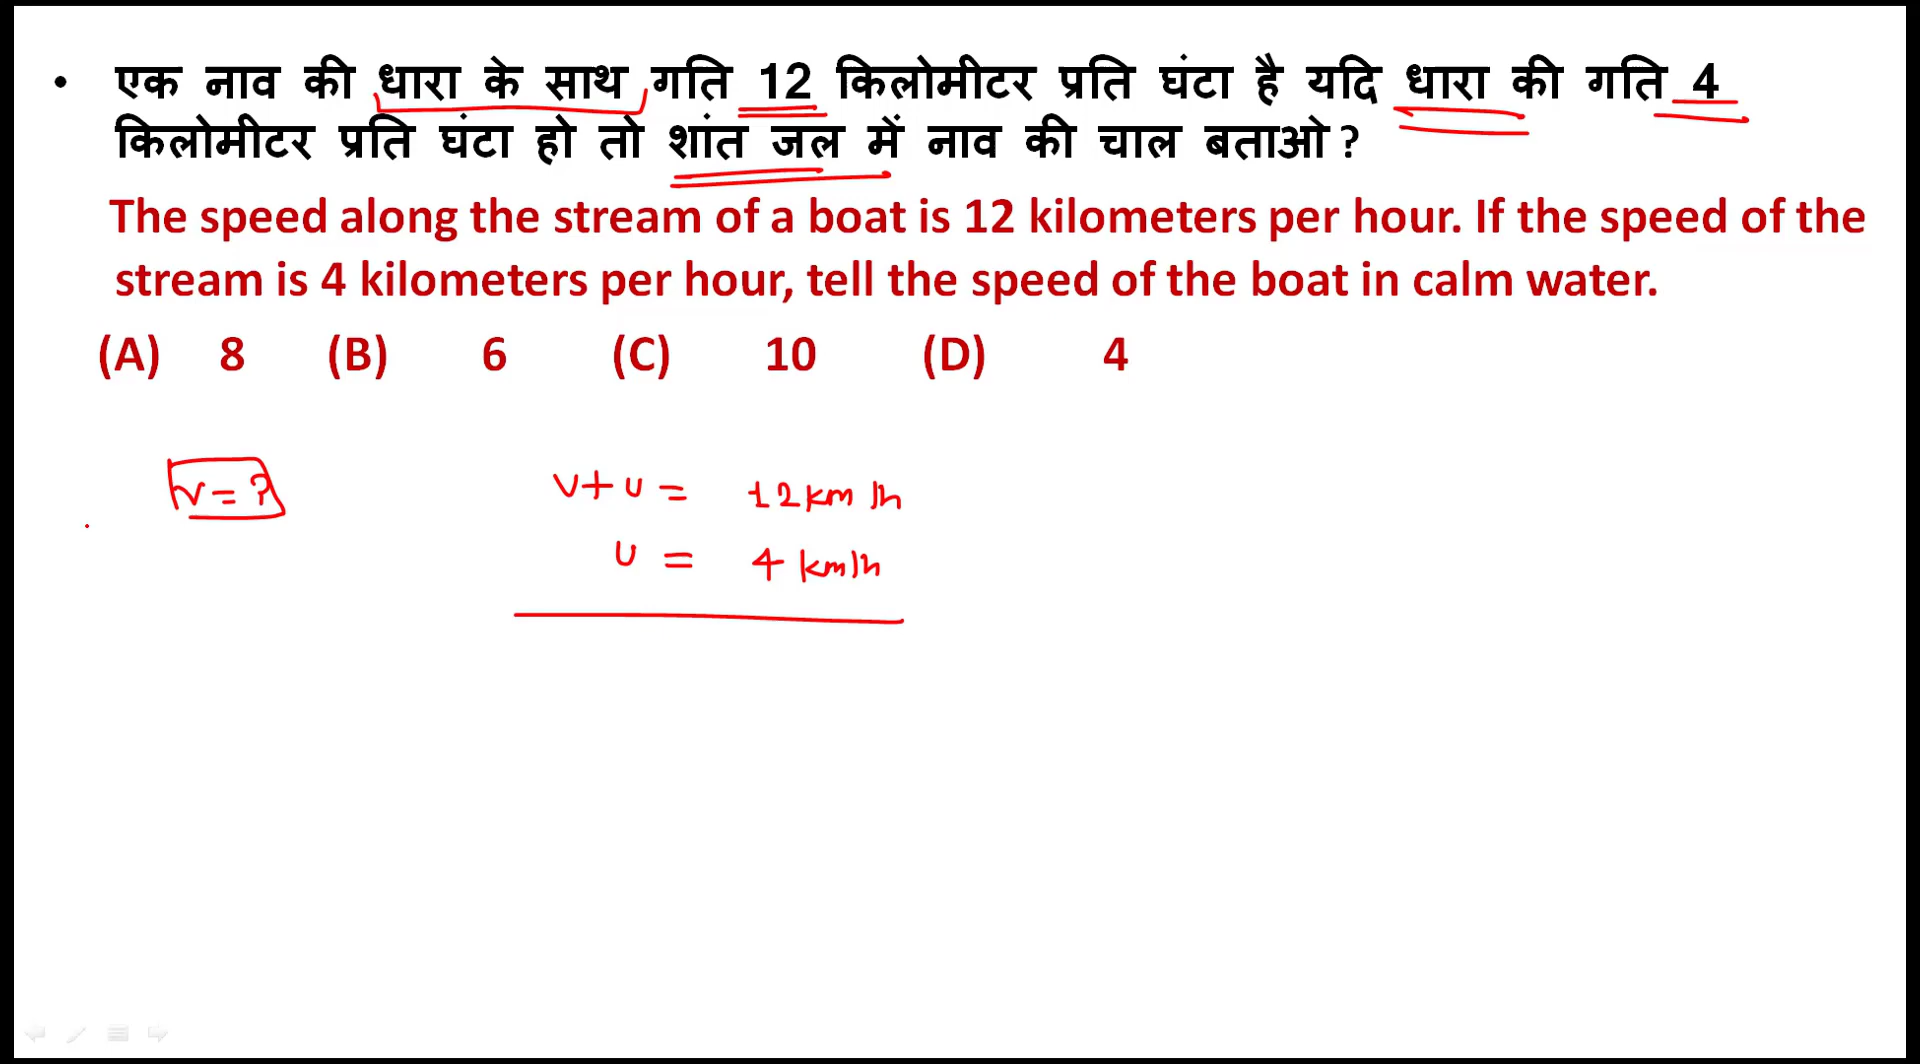 • एक नाव की धारा के साथ गति 12 किलोमीटर प्रति घंटा है यदि धारा की गति 4
किलोमीटर प्रति घंटा हो तो शांत जल में नाव की चाल बताओ ?
The speed along the stream of a boat is 12 kilometers per hour. If the speed of the
stream is 4 kilometers per hour, tell the speed of the boat in calm water.
(A) 8 (B) 6 (C) 10 (D) 4
v = ? v+u = 12 km/h
u = 4 km/h